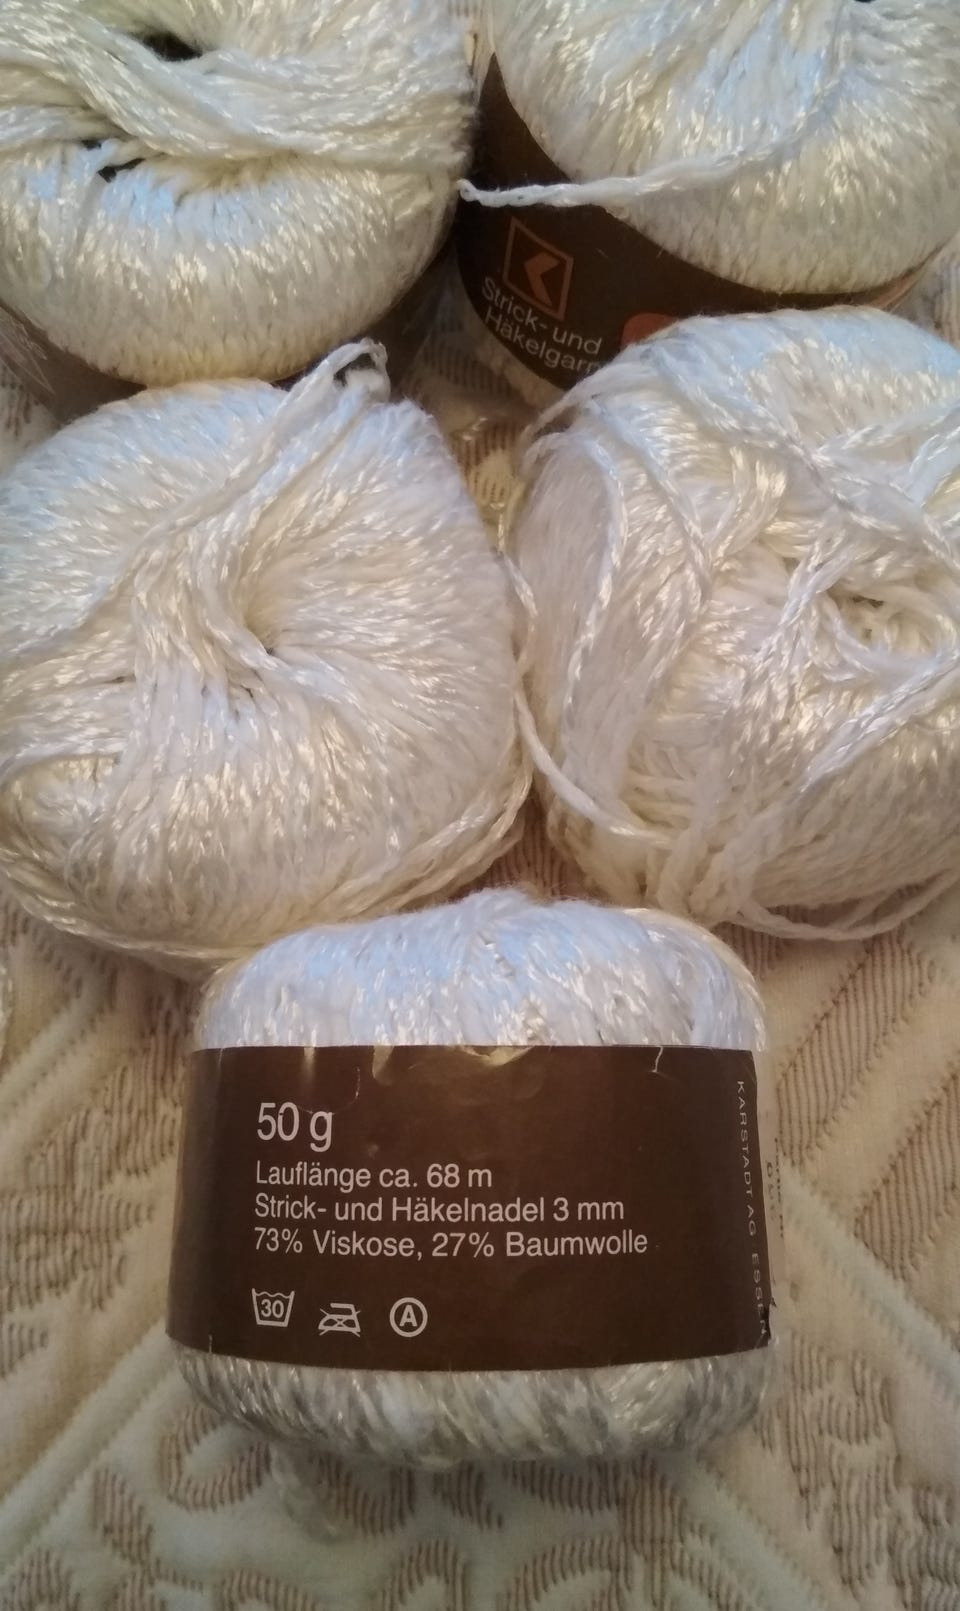 Strick- und
Häkelgarn
50 g
Lauflänge ca. 68 m
Strick- und Häkelnadel 3 mm
73% Viskose, 27% Baumwolle
30
A
KARSTADT AG ESSEN